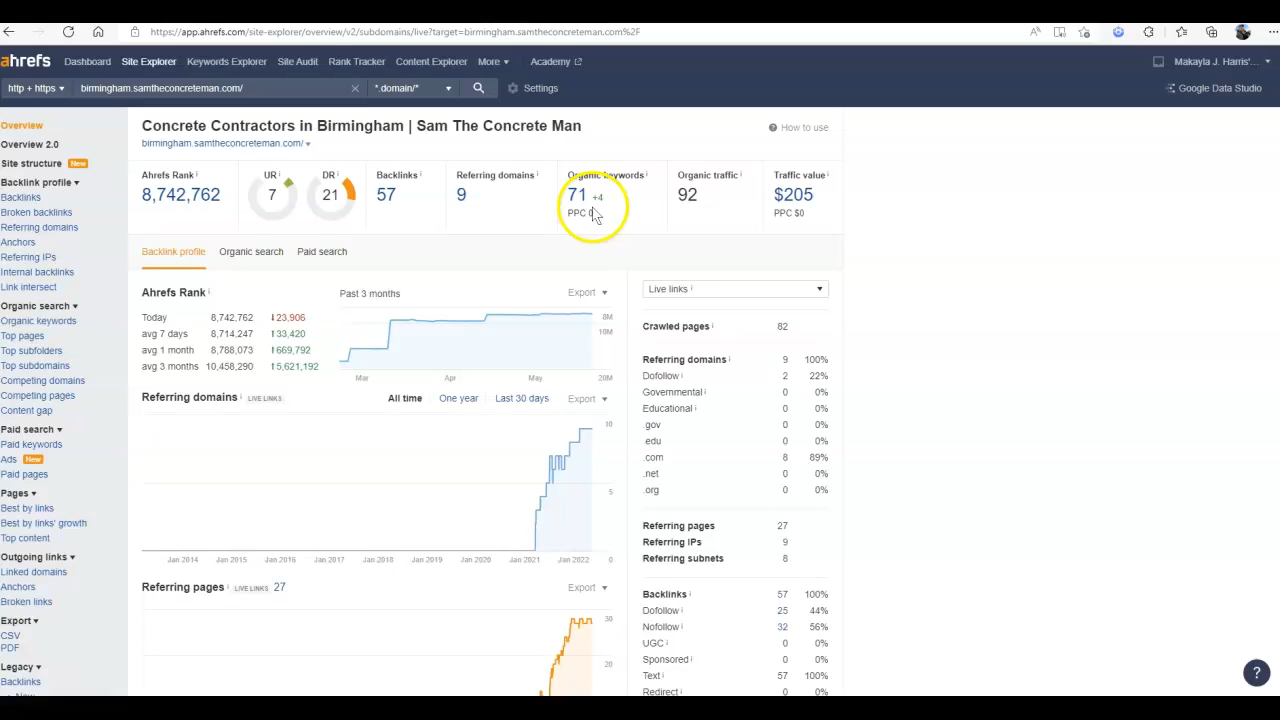 https://app.ahrefs.com/site-explorer/overview/v2/subdomains/live?target=birmingham.samtheconcreteman.com%2F
ahrefs Dashboard Site Explorer Keywords Explorer Site Audit Rank Tracker Content Explorer More Academy Makayla J. Harris'...
http + https birmingham.samtheconcreteman.com/ *.domain/* Settings Google Data Studio
Overview
Overview 2.0
Site structure New
Backlink profile
Backlinks
Broken backlinks
Referring domains
Anchors
Referring IPs
Internal backlinks
Link intersect
Organic search
Organic keywords
Top pages
Top subfolders
Top subdomains
Competing domains
Competing pages
Content gap
Paid search
Paid keywords
Ads New
Paid pages
Pages
Best by links
Best by links' growth
Top content
Outgoing links
Linked domains
Anchors
Broken links
Export
CSV
PDF
Legacy
Backlinks
Concrete Contractors in Birmingham | Sam The Concrete Man
How to use
birmingham.samtheconcreteman.com/
Ahrefs Rank UR DR Backlinks Referring domains Organic keywords Organic traffic Traffic value
8,742,762 7 21 57 9 71 +4 92 $205
PPC 0 PPC $0
Backlink profile Organic search Paid search
Ahrefs Rank Past 3 months Export
Today 8,742,762 23,906
avg 7 days 8,714,247 33,420
avg 1 month 8,788,073 669,792
avg 3 months 10,458,290 5,621,192
8M
10M
20M
Mar Apr May
Referring domains LIVE LINKS All time One year Last 30 days Export
10
5
0
Jan 2014 Jan 2015 Jan 2016 Jan 2017 Jan 2018 Jan 2019 Jan 2020 Jan 2021 Jan 2022
Referring pages LIVE LINKS 27 Export
30
20
Live links
Crawled pages 82
Referring domains 9 100%
Dofollow 2 22%
Governmental 0 0%
Educational 0 0%
.gov 0 0%
.edu 0 0%
.com 8 89%
.net 0 0%
.org 0 0%
Referring pages 27
Referring IPs 9
Referring subnets 8
Backlinks 57 100%
Dofollow 25 44%
Nofollow 32 56%
UGC 0 0%
Sponsored 0 0%
Text 57 100%
Redirect 0 0%
?